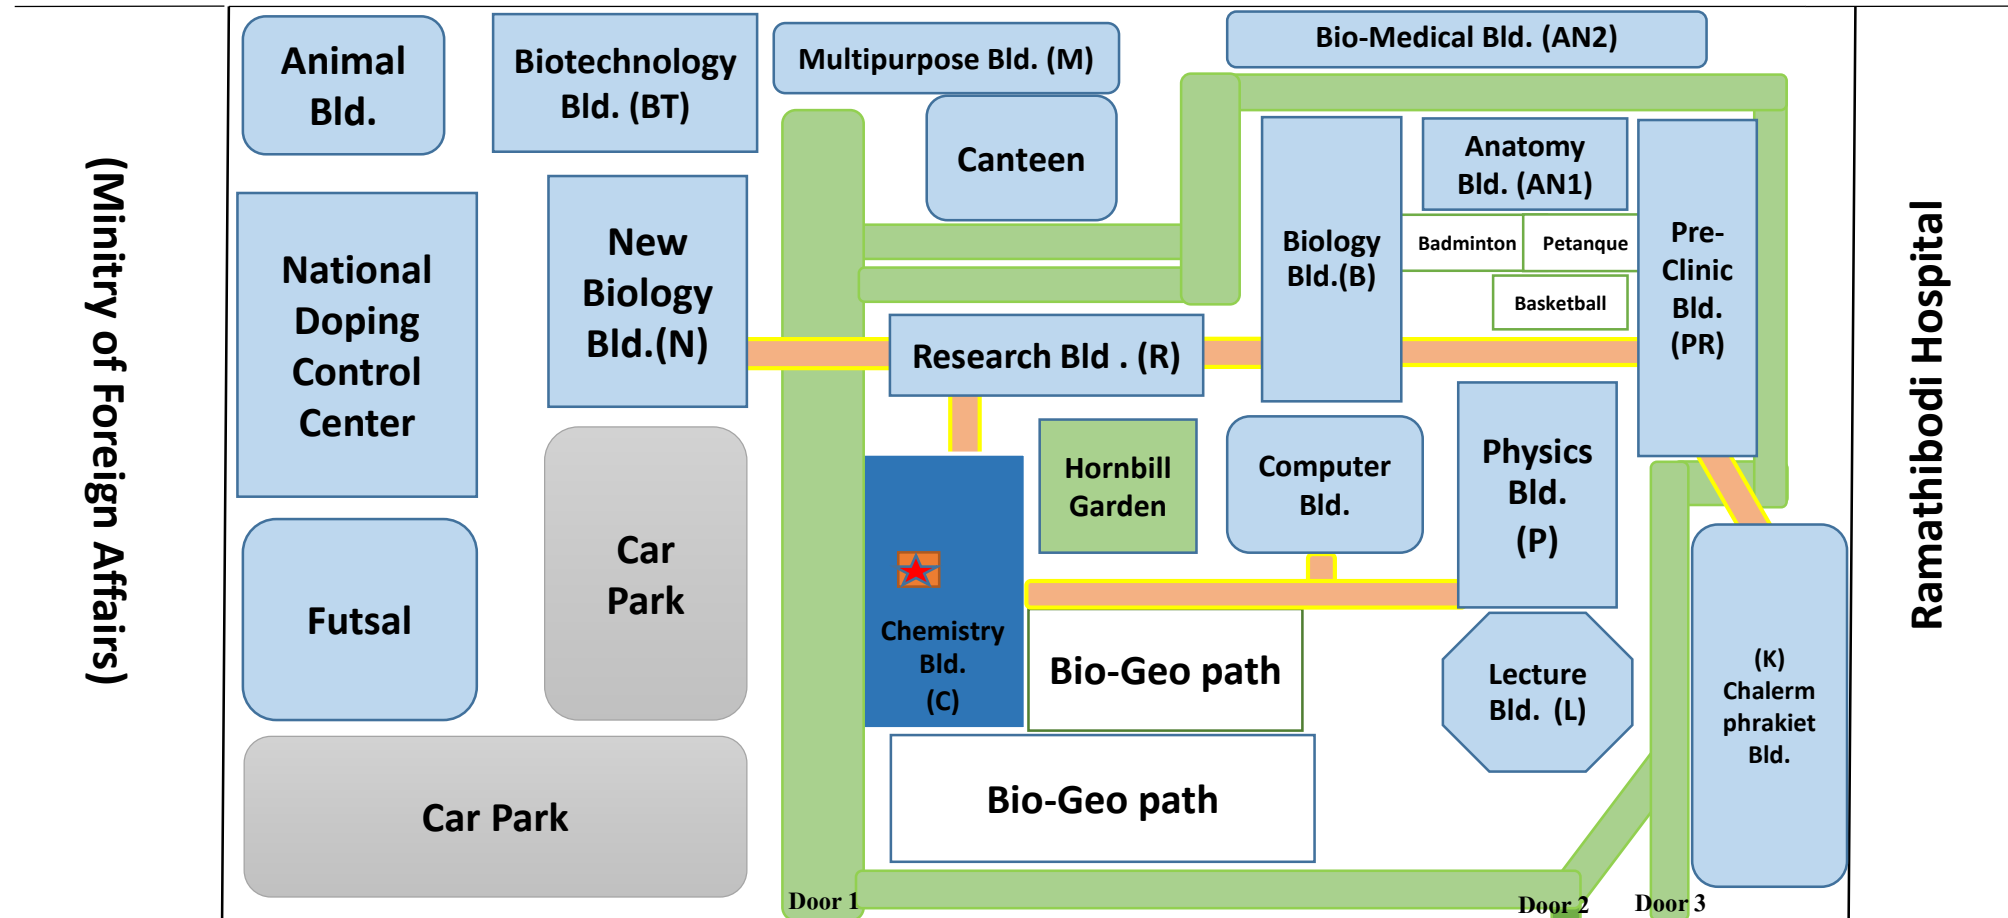 (Minitry of Foreign Affairs)
Animal
Bld.
Biotechnology
Bld. (BT)
Multipurpose Bld. (M)
Bio-Medical Bld. (AN2)
Canteen
National
Doping
Control
Center
New
Biology
Bld.(N)
Biology
Bld.(B)
Anatomy
Bld. (AN1)
Badminton
Petanque
Basketball
Pre-
Clinic
Bld.
(PR)
Research Bld . (R)
Futsal
Car
Park
Hornbill
Garden
Computer
Bld.
Physics
Bld.
(P)
Chemistry
Bld.
(C)
Bio-Geo path
Lecture
Bld. (L)
(K)
Chalerm
phrakiet
Bld.
Car Park
Bio-Geo path
Door 1
Door 2
Door 3
Ramathibodi Hospital